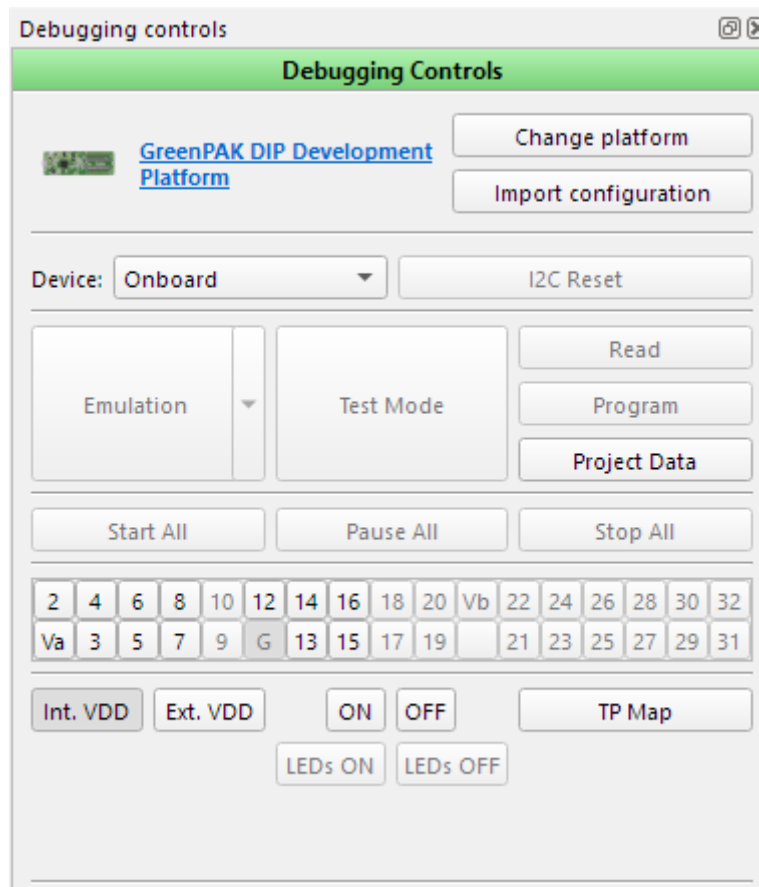 Debugging controls
Debugging Controls
GreenPAK DIP Development
Platform
Change platform
Import configuration
Device: Onboard I2C Reset
Emulation Test Mode
Read
Program
Project Data
Start All Pause All Stop All
2 4 6 8 10 12 14 16 18 20 Vb 22 24 26 28 30 32
Va 3 5 7 9 G 13 15 17 19 21 23 25 27 29 31
Int. VDD Ext. VDD ON OFF TP Map
LEDs ON LEDs OFF